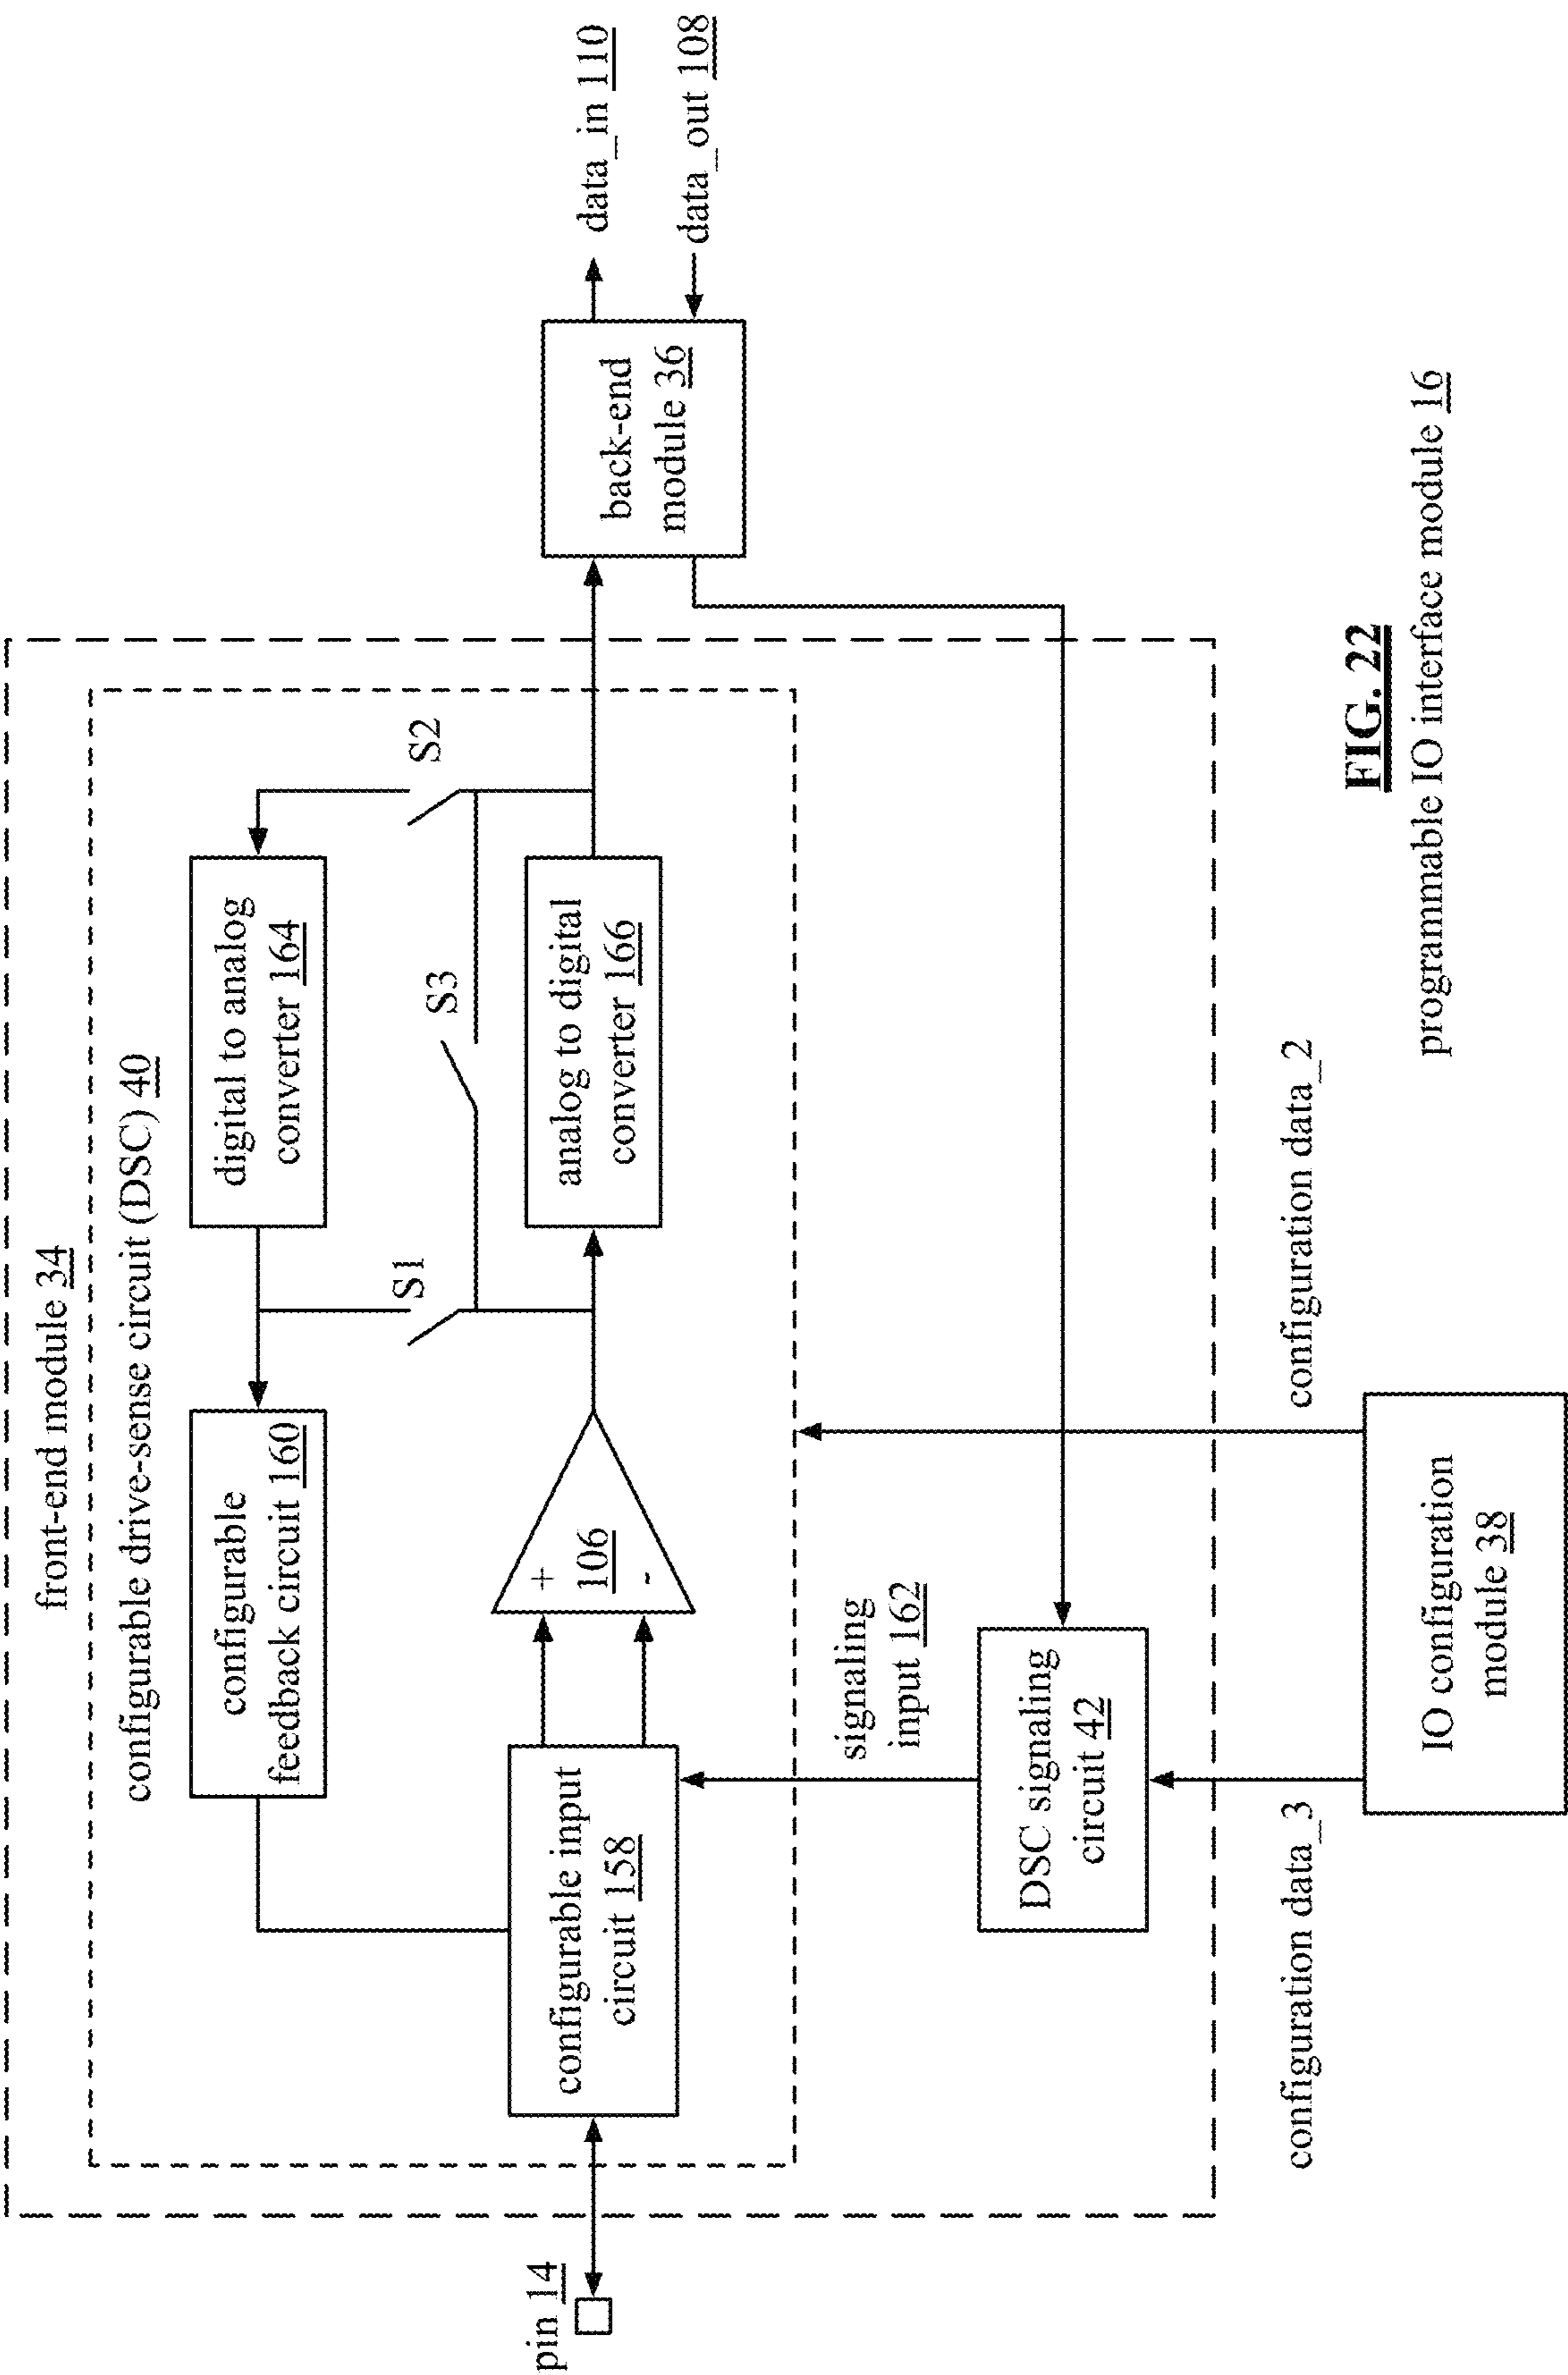 front-end module 34
configurable drive-sense circuit (DSC) 40
configurable
feedback circuit 160
digital to analog
converter 164
S1
S3
S2
pin 14
configurable input
circuit 158
+
106
-
analog to digital
converter 166
back-end
module 36
data_in 110
data_out 108
signaling
input 162
DSC signaling
circuit 42
configuration data_3
configuration data_2
IO configuration
module 38
FIG. 22
programmable IO interface module 16